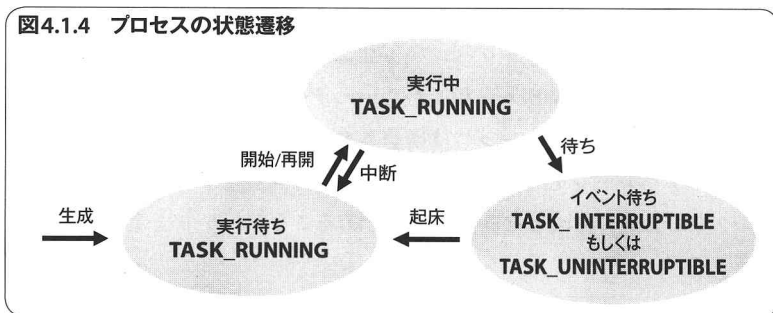 図4.1.4 プロセスの状態遷移
実行中
TASK_RUNNING
開始/再開
中断
待ち
生成
実行待ち
TASK_RUNNING
起床
イベント待ち
TASK_INTERRUPTIBLE
もしくは
TASK_UNINTERRUPTIBLE